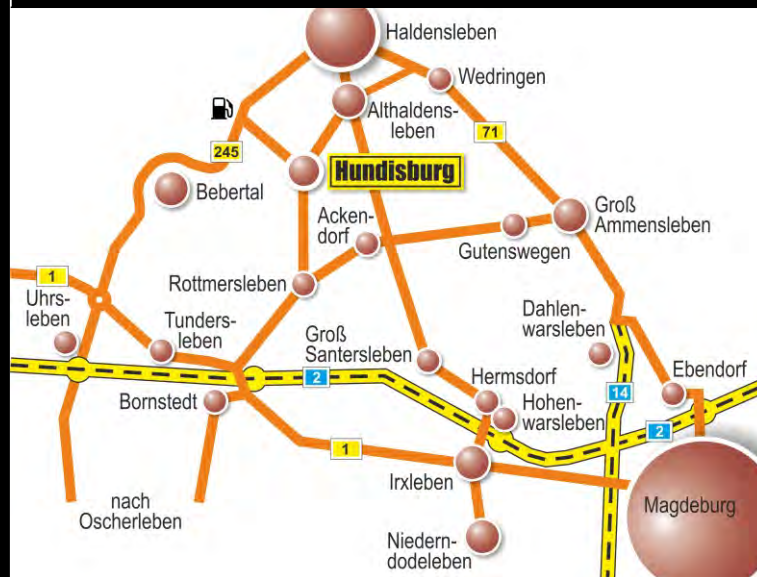 Haldensleben
Wedringen
Althaldens-
leben
71
245
Hundisburg
Bebertal
Groß
Ammensleben
Acken-
dorf
Gutenswegen
1
Rottmersleben
Uhrs-
leben
Tunders-
leben
Dahlen-
warsleben
Groß
Santersleben
Ebendorf
2
Hermsdorf
14
Bornstedt
Hohen-
warsleben
2
1
Irxleben
nach
Oscherleben
Magdeburg
Niedern-
dodeleben